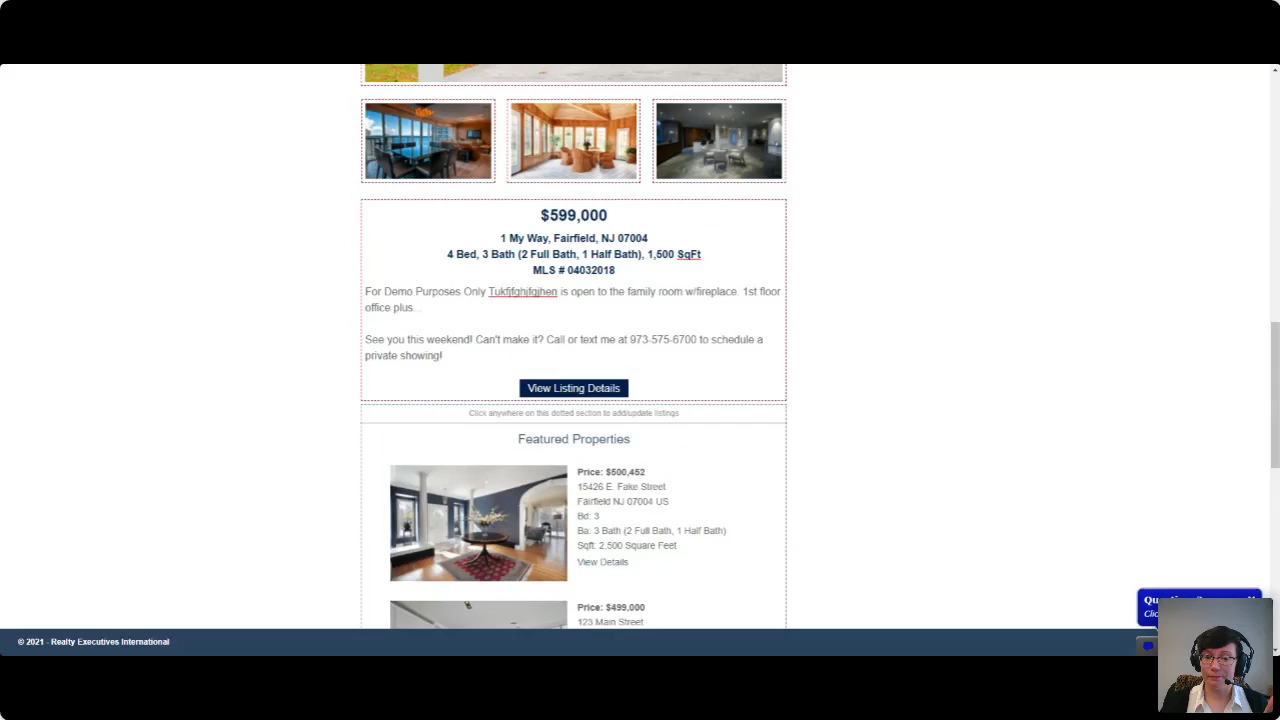 $599,000
1 My Way, Fairfield, NJ 07004
4 Bed, 3 Bath (2 Full Bath, 1 Half Bath), 1,500 SqFt
MLS # 04032018
For Demo Purposes Only Tukfjfghjfgjhen is open to the family room w/fireplace. 1st floor
office plus...
See you this weekend! Can't make it? Call or text me at 973-575-6700 to schedule a
private showing!
View Listing Details
Click anywhere on this dotted section to add/update listings
Featured Properties
Price: $500,452
15426 E. Fake Street
Fairfield NJ 07004 US
Bd: 3
Ba: 3 Bath (2 Full Bath, 1 Half Bath)
Sqft: 2,500 Square Feet
View Details
Price: $499,000
123 Main Street
© 2021 - Realty Executives International